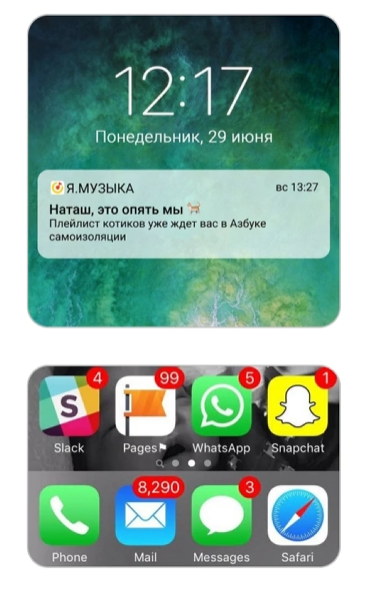 12:17
Понедельник, 29 июня
Я.МУЗЫКА вс 13:27
Наташ, это опять мы 🐈
Плейлист котиков уже ждет вас в Азбуке
самоизоляции
4 99 5 1
Slack Pages WhatsApp Snapchat
8,290 3
Phone Mail Messages Safari